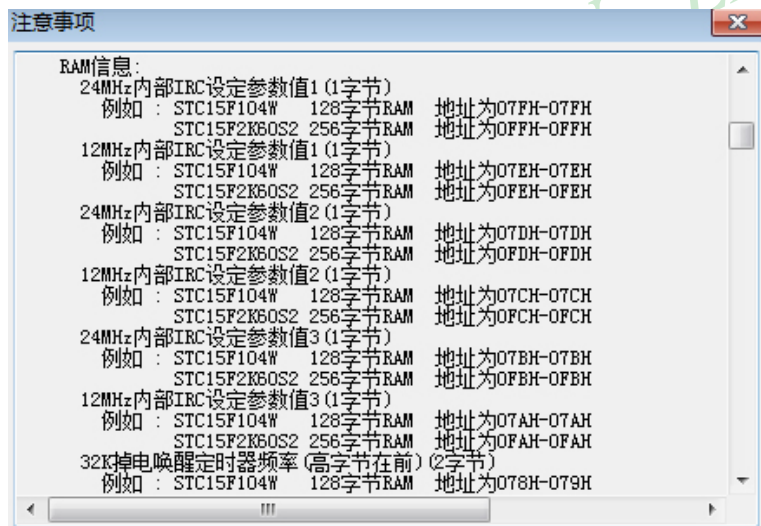 注意事项
RAM信息:
24MHz内部IRC设定参数值1(1字节)
例如 : STC15F104W 128字节RAM 地址为07FH-07FH
STC15F2K60S2 256字节RAM 地址为0FFH-0FFH
12MHz内部IRC设定参数值1(1字节)
例如 : STC15F104W 128字节RAM 地址为07EH-07EH
STC15F2K60S2 256字节RAM 地址为0FEH-0FEH
24MHz内部IRC设定参数值2(1字节)
例如 : STC15F104W 128字节RAM 地址为07DH-07DH
STC15F2K60S2 256字节RAM 地址为0FDH-0FDH
12MHz内部IRC设定参数值2(1字节)
例如 : STC15F104W 128字节RAM 地址为07CH-07CH
STC15F2K60S2 256字节RAM 地址为0FCH-0FCH
24MHz内部IRC设定参数值3(1字节)
例如 : STC15F104W 128字节RAM 地址为07BH-07BH
STC15F2K60S2 256字节RAM 地址为0FBH-0FBH
12MHz内部IRC设定参数值3(1字节)
例如 : STC15F104W 128字节RAM 地址为07AH-07AH
STC15F2K60S2 256字节RAM 地址为0FAH-0FAH
32K掉电唤醒定时器频率(高字节在前)(2字节)
例如 : STC15F104W 128字节RAM 地址为078H-079H